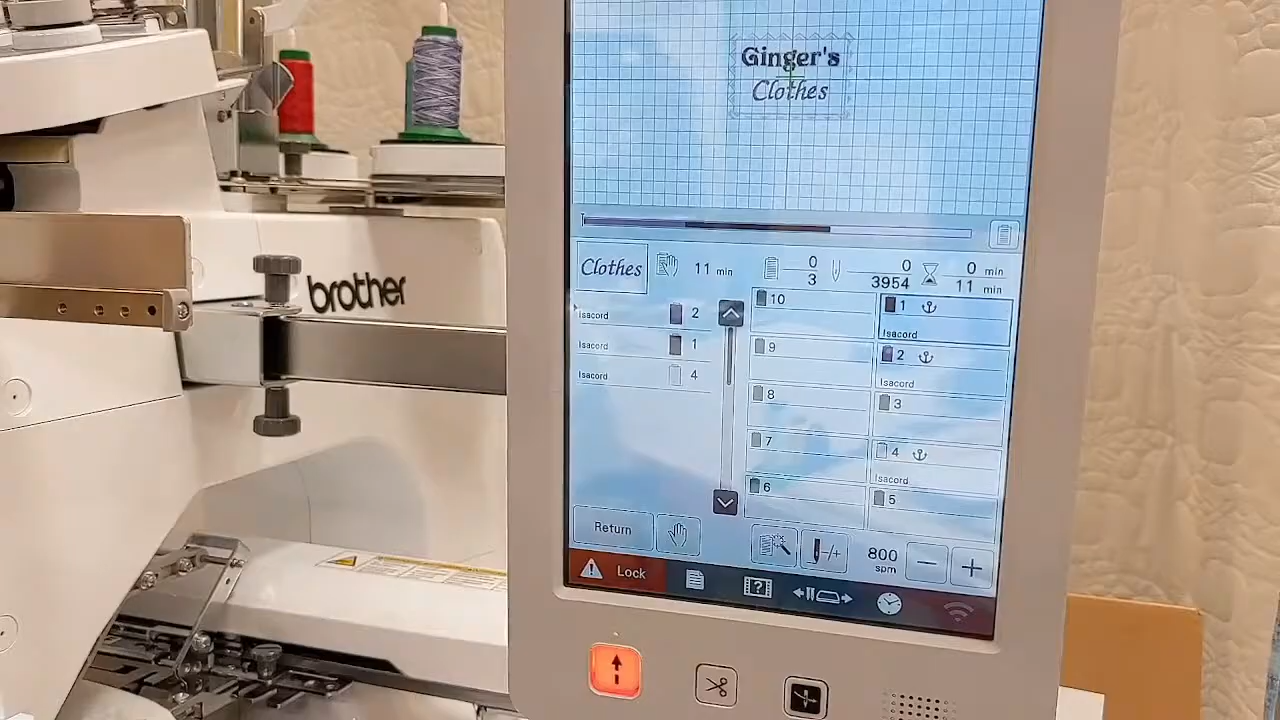 Ginger's
Clothes
brother
Clothes
11 min
0
3
0
3954
0 min
11 min
Isacord 2
Isacord 1
Isacord 4
10
9
8
7
6
1
Isacord
2
Isacord
3
4
Isacord
5
Return
-/+
800
spm
Lock
?